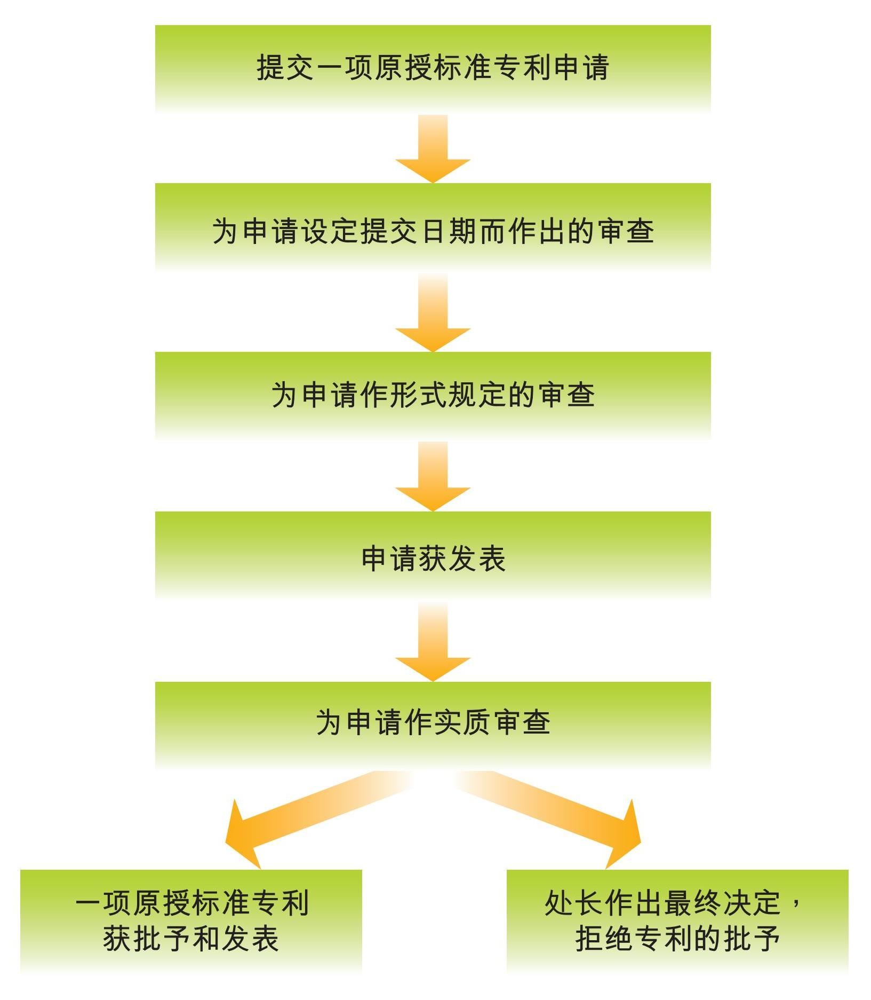 提交一项原授标准专利申请
为申请设定提交日期而作出的审查
为申请作形式规定的审查
申请获发表
为申请作实质审查
一项原授标准专利
获批予和发表
处长作出最终决定，
拒绝专利的批予